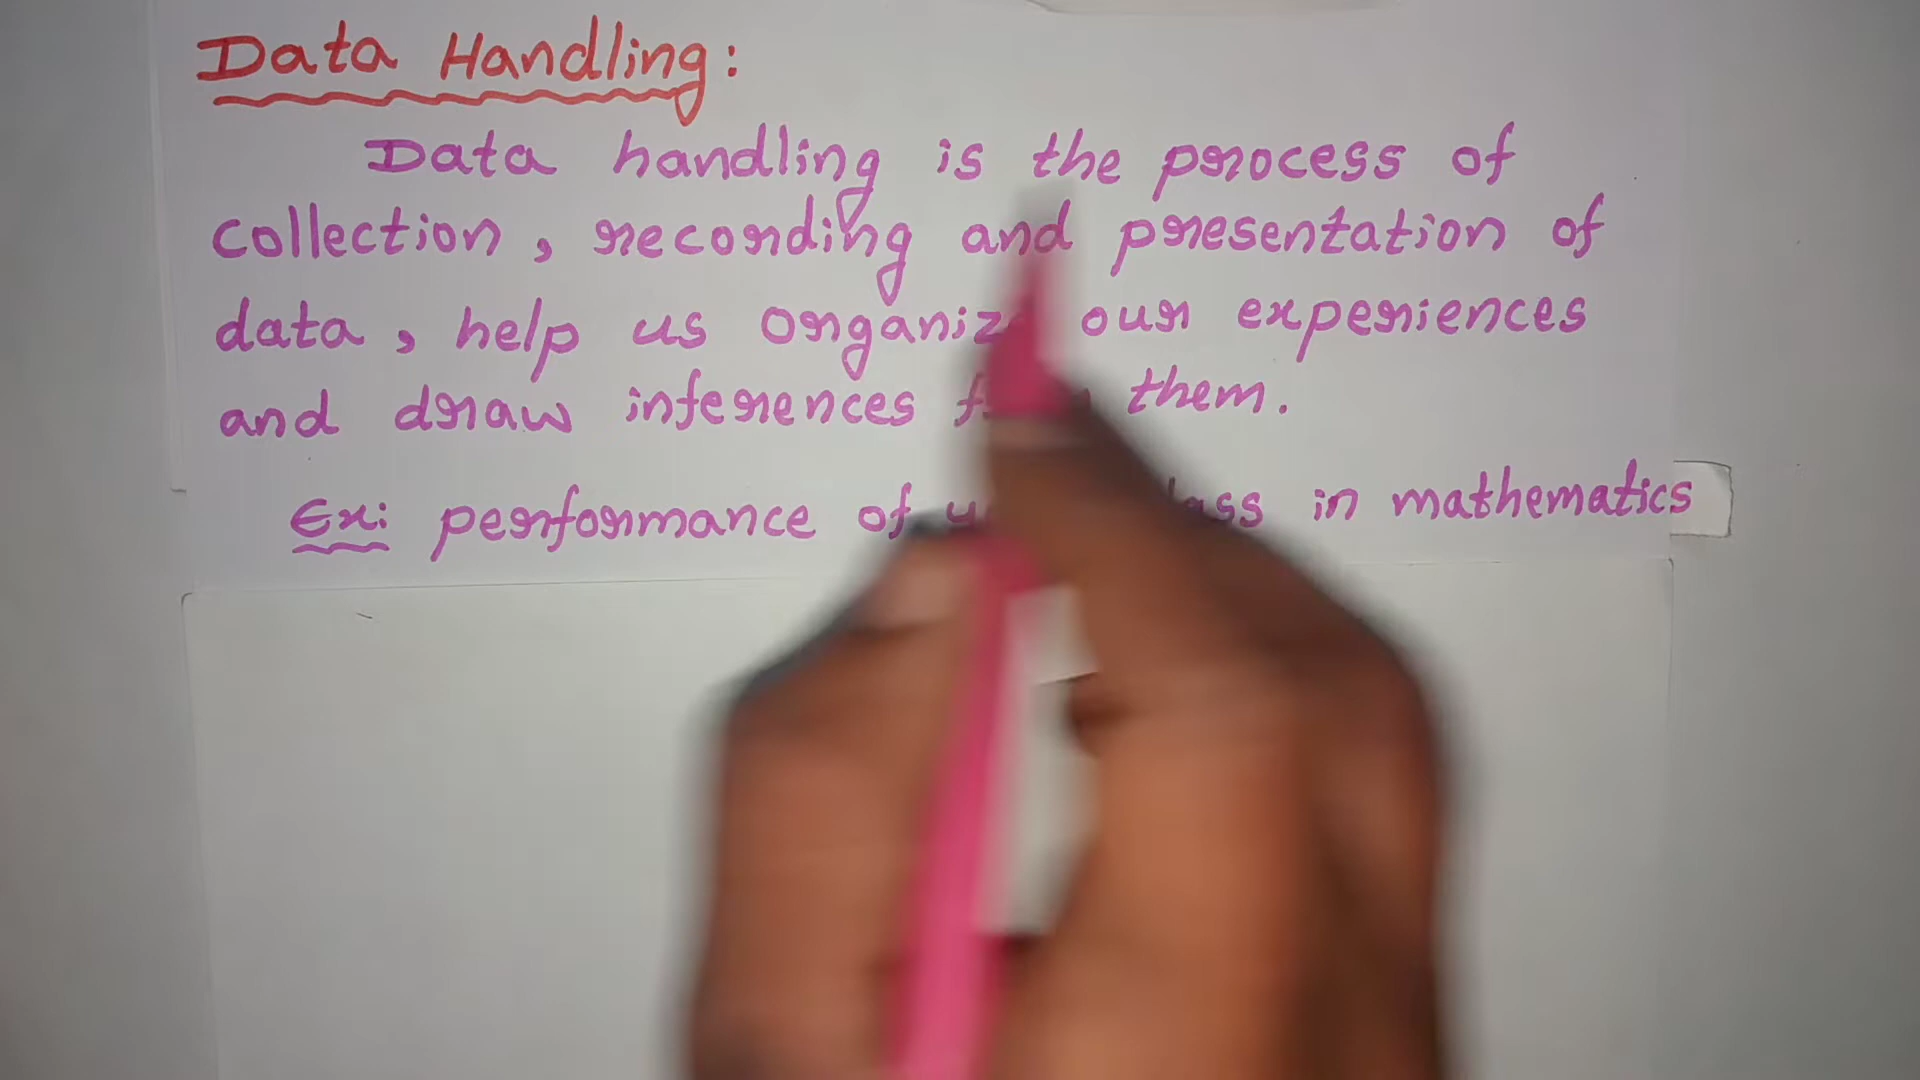 Data Handling:
Data handling is the process of
collection, recording and presentation of
data, help us organize our experiences
and draw inferences them.
Ex: performance of in mathematics